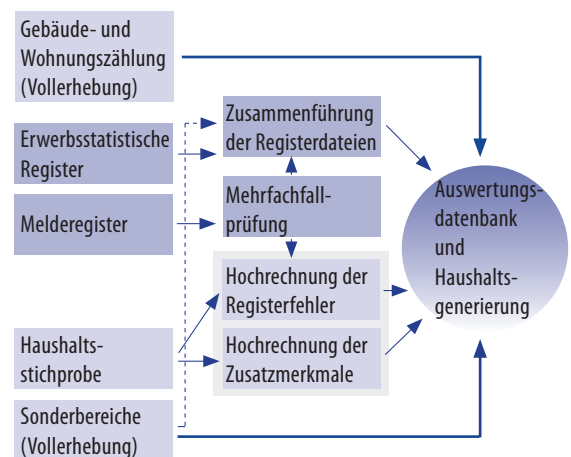 Gebäude- und
Wohnungszählung
(Vollerhebung)
Erwerbsstatistische
Register
Melderegister
Haushalts-
stichprobe
Sonderbereiche
(Vollerhebung)
Zusammenführung
der Registerdateien
Mehrfachfall-
prüfung
Hochrechnung der
Registerfehler
Hochrechnung der
Zusatzmerkmale
Auswertungs-
datenbank
und
Haushalts-
generierung